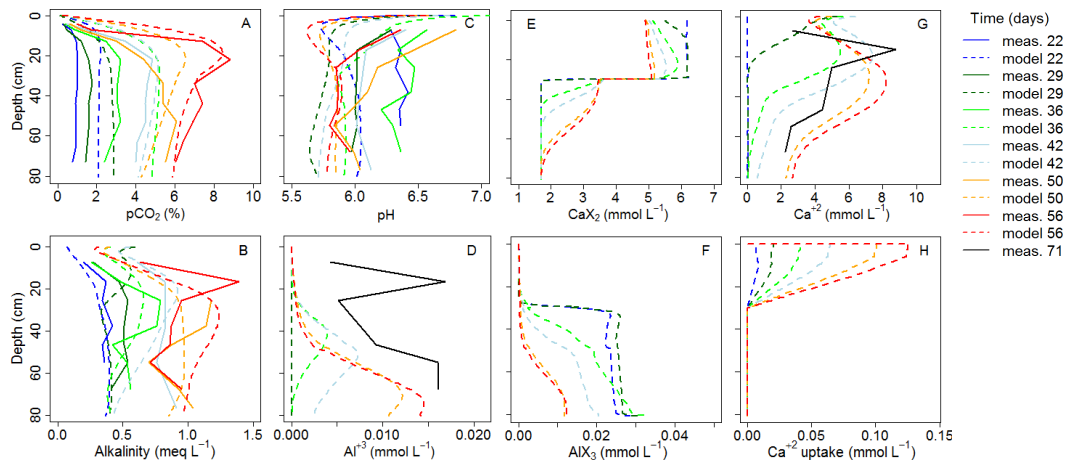 A C E G
0 20 40 60 80
Depth (cm)
0 2 4 6 8 10
pCO₂ (%)
5.5 6.0 6.5 7.0
pH
1 2 3 4 5 6 7
CaX₂ (mmol L⁻¹)
0 2 4 6 8 10
Ca⁺² (mmol L⁻¹)
B D F H
0 20 40 60 80
Depth (cm)
0.0 0.5 1.0 1.5
Alkalinity (meq L⁻¹)
0.000 0.010 0.020
Al⁺³ (mmol L⁻¹)
0.00 0.02 0.04
AlX₃ (mmol L⁻¹)
0.00 0.05 0.10 0.15
Ca⁺² uptake (mmol L⁻¹)
Time (days)
meas. 22
model 22
meas. 29
model 29
meas. 36
model 36
meas. 42
model 42
meas. 50
model 50
meas. 56
model 56
meas. 71